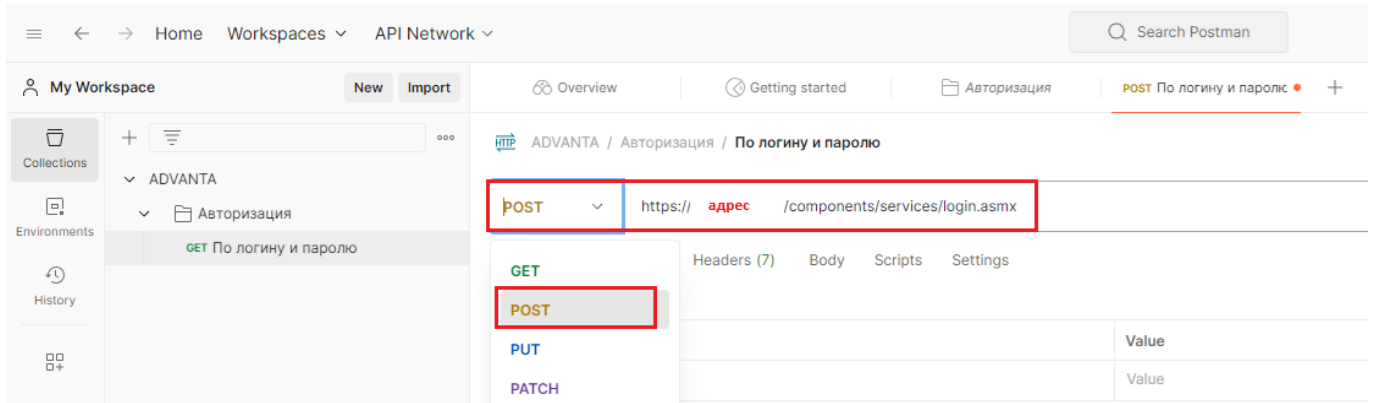 Home Workspaces API Network Search Postman
My Workspace New Import Overview Getting started Авторизация POST По логину и паролю
Collections
HTTP ADVANTA / Авторизация / По логину и паролю
ADVANTA
Авторизация
POST https:// адрес /components/services/login.asmx
Environments
GET По логину и паролю
GET Headers (7) Body Scripts Settings
History
POST
Value
PUT
Value
PATCH